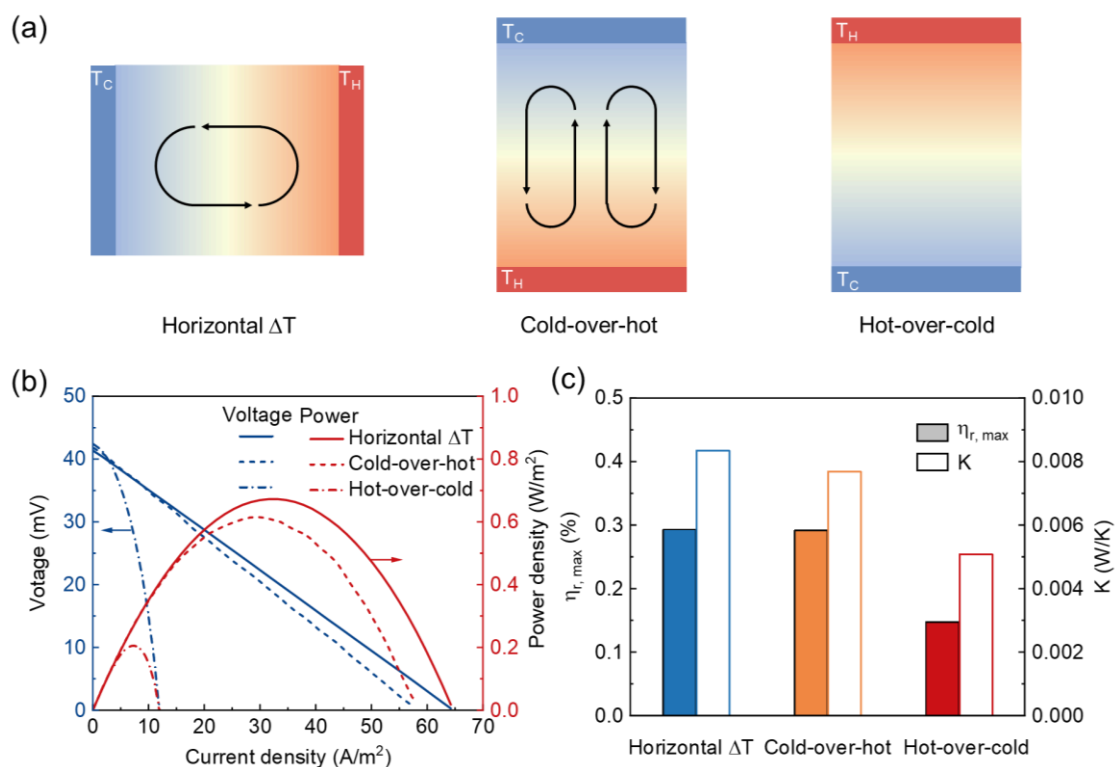 (a)
T_C
T_H
T_C
T_H
T_H
T_C
Horizontal ΔT
Cold-over-hot
Hot-over-cold
(b)
50
40
30
20
10
0
Votage (mV)
Voltage Power
Horizontal ΔT
Cold-over-hot
Hot-over-cold
1.0
0.8
0.6
0.4
0.2
0.0
Power density (W/m²)
0 10 20 30 40 50 60 70
Current density (A/m²)
(c)
0.5
0.4
0.3
0.2
0.1
0.0
η_r, max (%)
η_r, max
K
0.010
0.008
0.006
0.004
0.002
0.000
K (W/K)
Horizontal ΔT Cold-over-hot Hot-over-cold